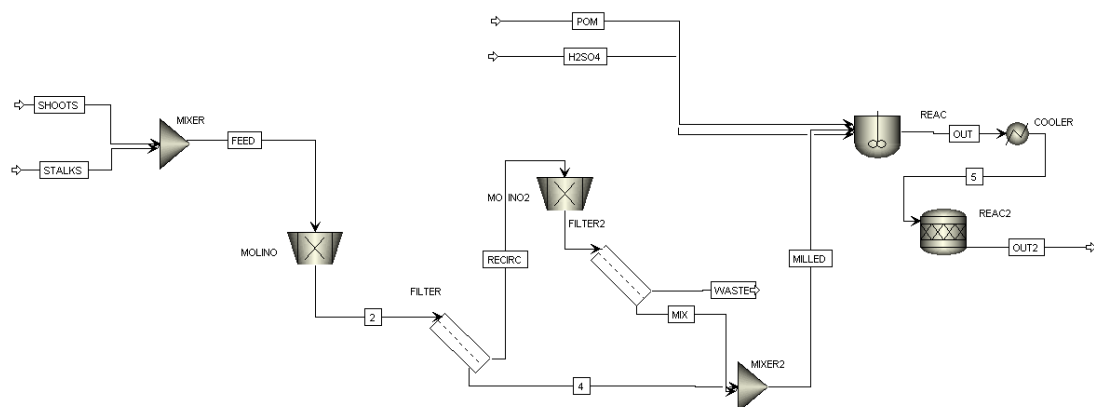 POM
H2SO4
SHOOTS
MIXER
FEED
STALKS
REAC
COOLER
OUT
5
REAC2
OUT2
MOLINO
MOLINO2
FILTER2
RECIRC
MILLED
FILTER
WASTE
MIX
2
4
MIXER2